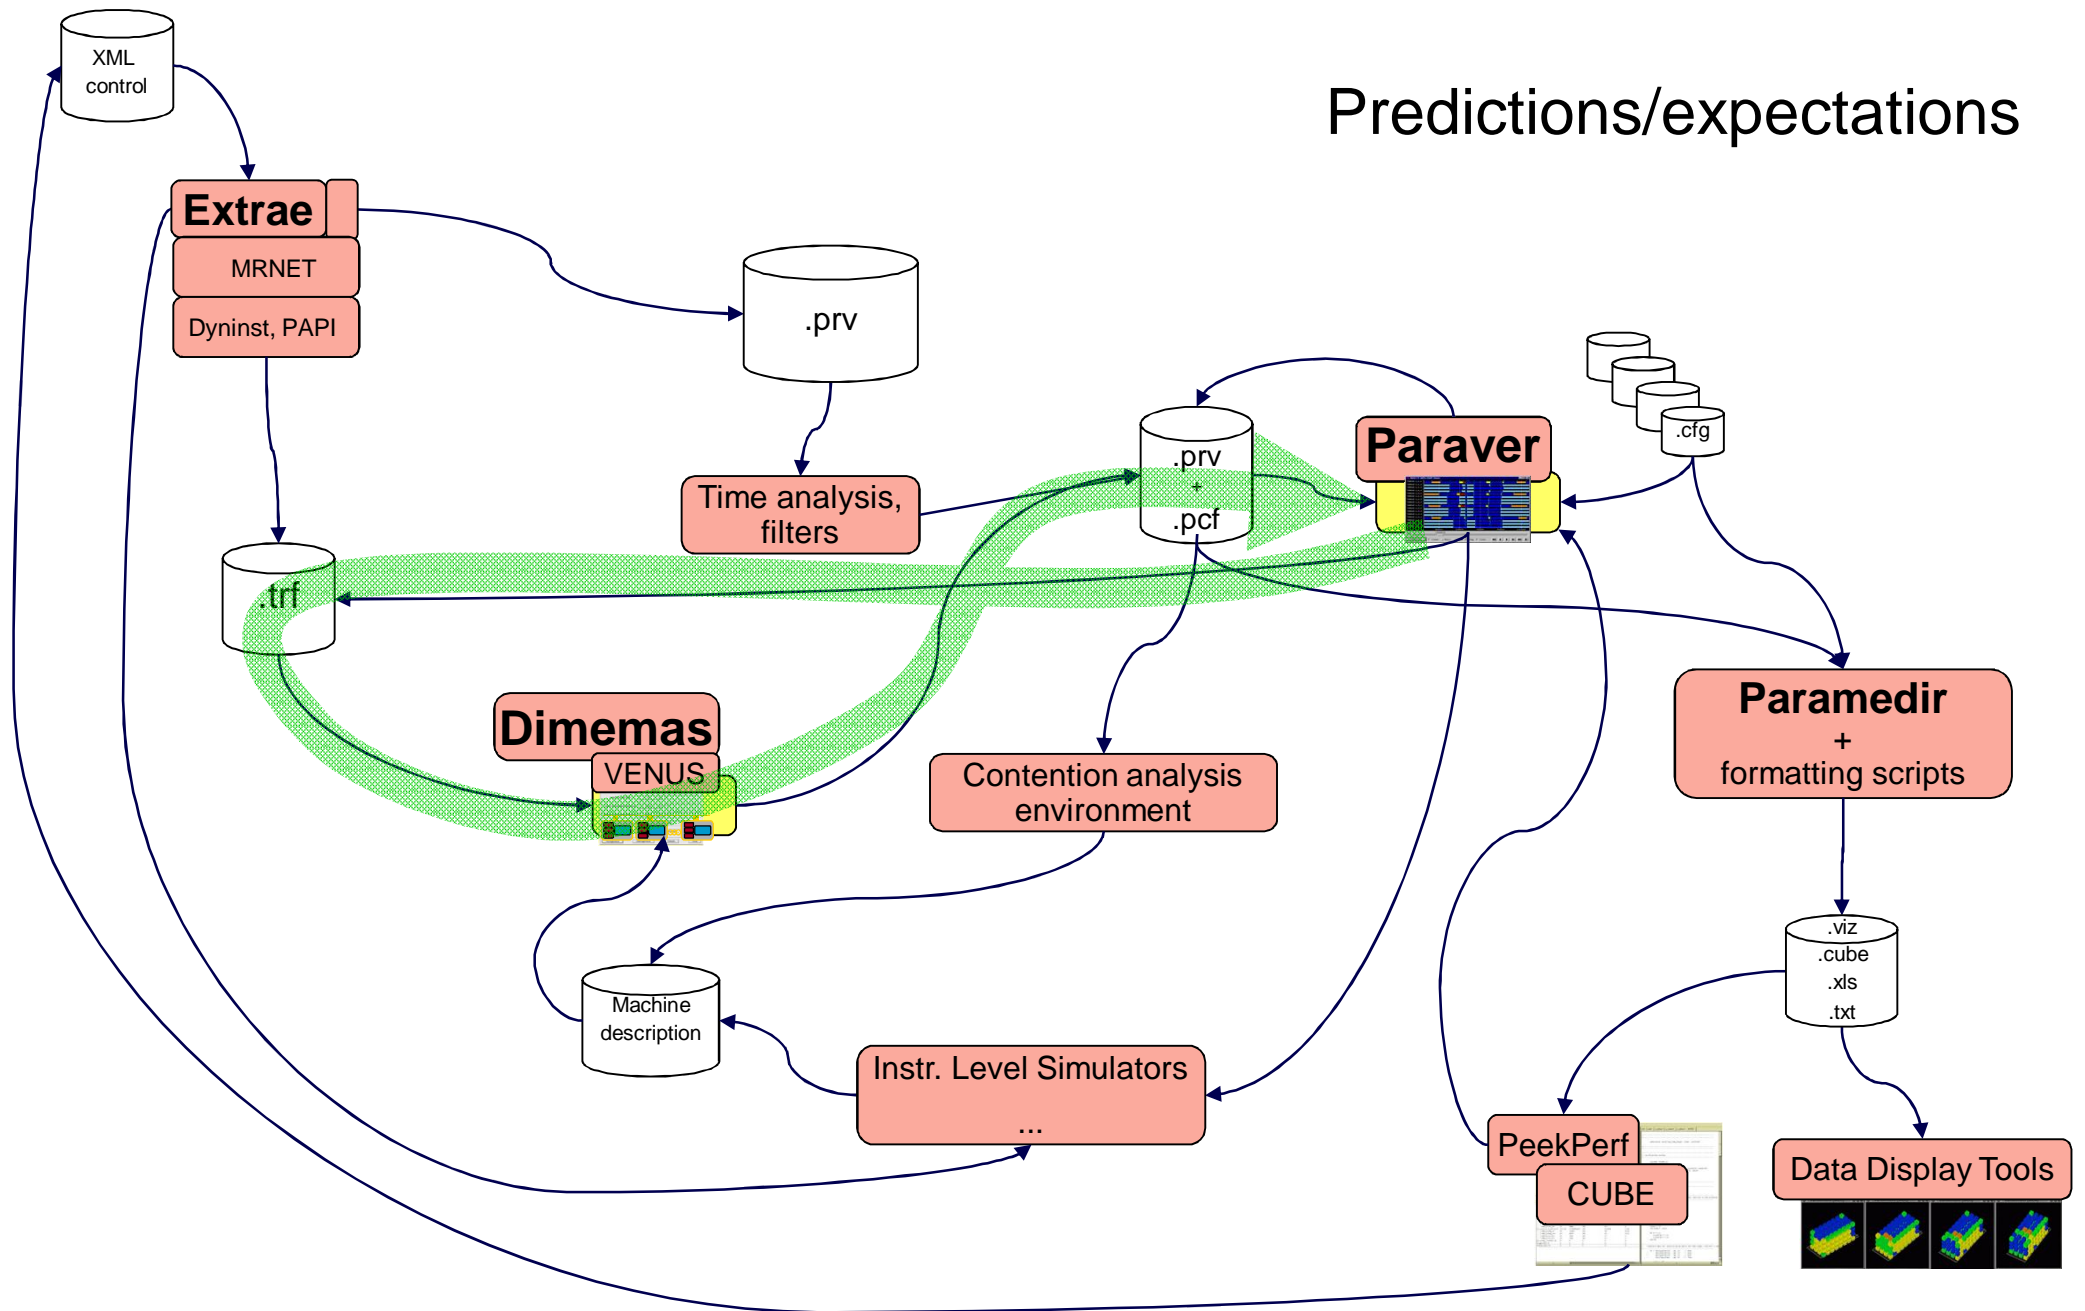 XML
control
Predictions/expectations
Extrae
MRNET
Dyninst, PAPI
.prv
.cfg
Paraver
.prv
+
.pcf
Time analysis,
filters
.trf
Dimemas
VENUS
Contention analysis
environment
Paramedir
+
formatting scripts
.viz
.cube
.xls
.txt
Machine
description
Instr. Level Simulators
...
PeekPerf
CUBE
Data Display Tools